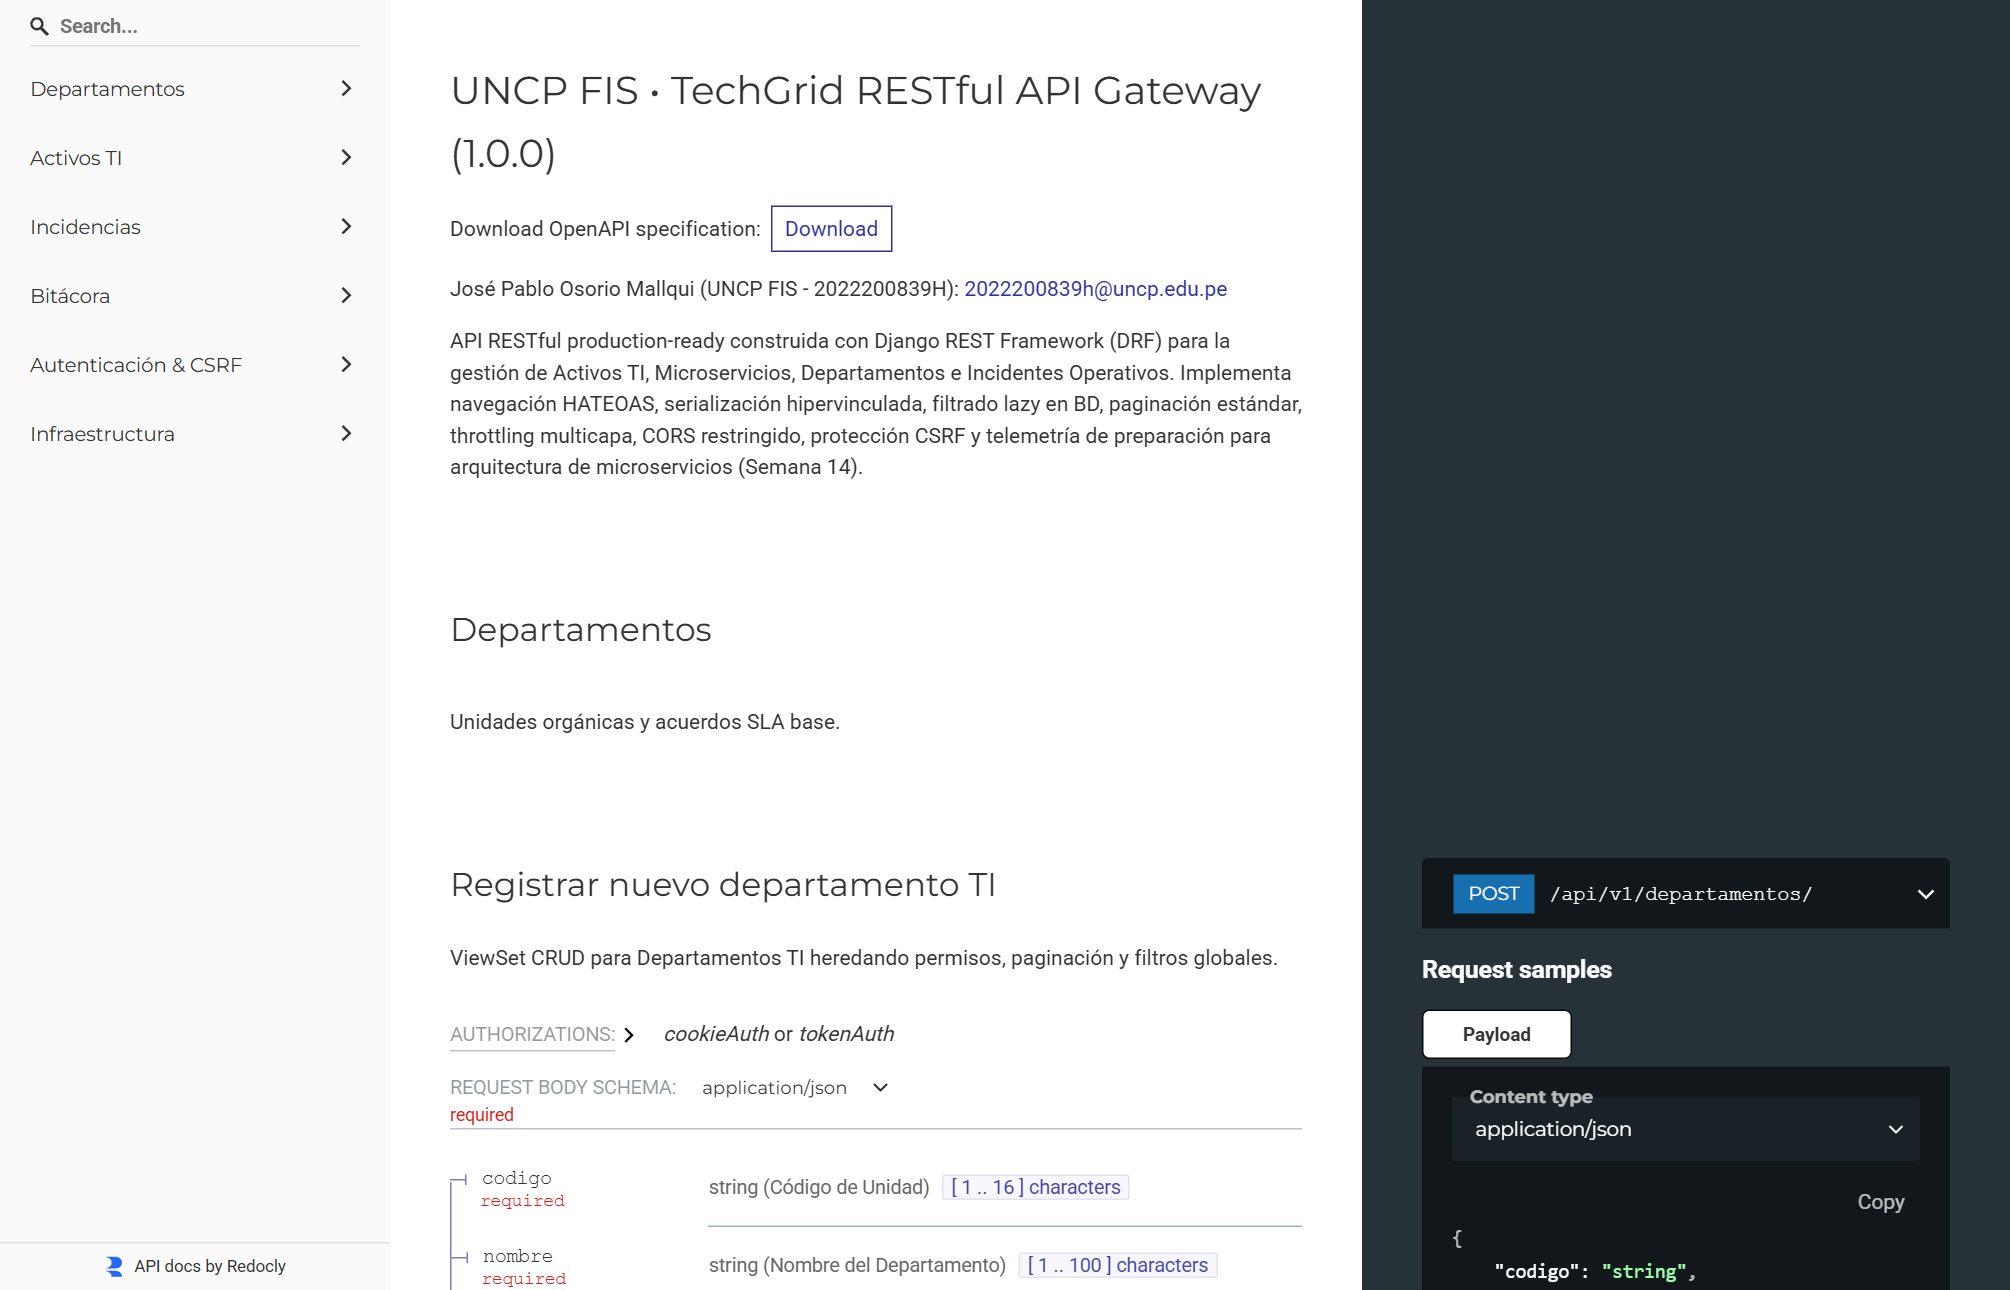 Search...
Departamentos
Activos TI
Incidencias
Bitácora
Autenticación & CSRF
Infraestructura
API docs by Redocly
UNCP FIS • TechGrid RESTful API Gateway
(1.0.0)
Download OpenAPI specification: Download
José Pablo Osorio Mallqui (UNCP FIS - 2022200839H): 2022200839h@uncp.edu.pe
API RESTful production-ready construida con Django REST Framework (DRF) para la
gestión de Activos TI, Microservicios, Departamentos e Incidentes Operativos. Implementa
navegación HATEOAS, serialización hipervinculada, filtrado lazy en BD, paginación estándar,
throttling multicapa, CORS restringido, protección CSRF y telemetría de preparación para
arquitectura de microservicios (Semana 14).
Departamentos
Unidades orgánicas y acuerdos SLA base.
Registrar nuevo departamento TI
ViewSet CRUD para Departamentos TI heredando permisos, paginación y filtros globales.
AUTHORIZATIONS: cookieAuth or tokenAuth
REQUEST BODY SCHEMA: application/json
required
codigo
required
string (Código de Unidad) [ 1 .. 16 ] characters
nombre
required
string (Nombre del Departamento) [ 1 .. 100 ] characters
POST /api/v1/departamentos/
Request samples
Payload
Content type
application/json
Copy
{
"codigo": "string",